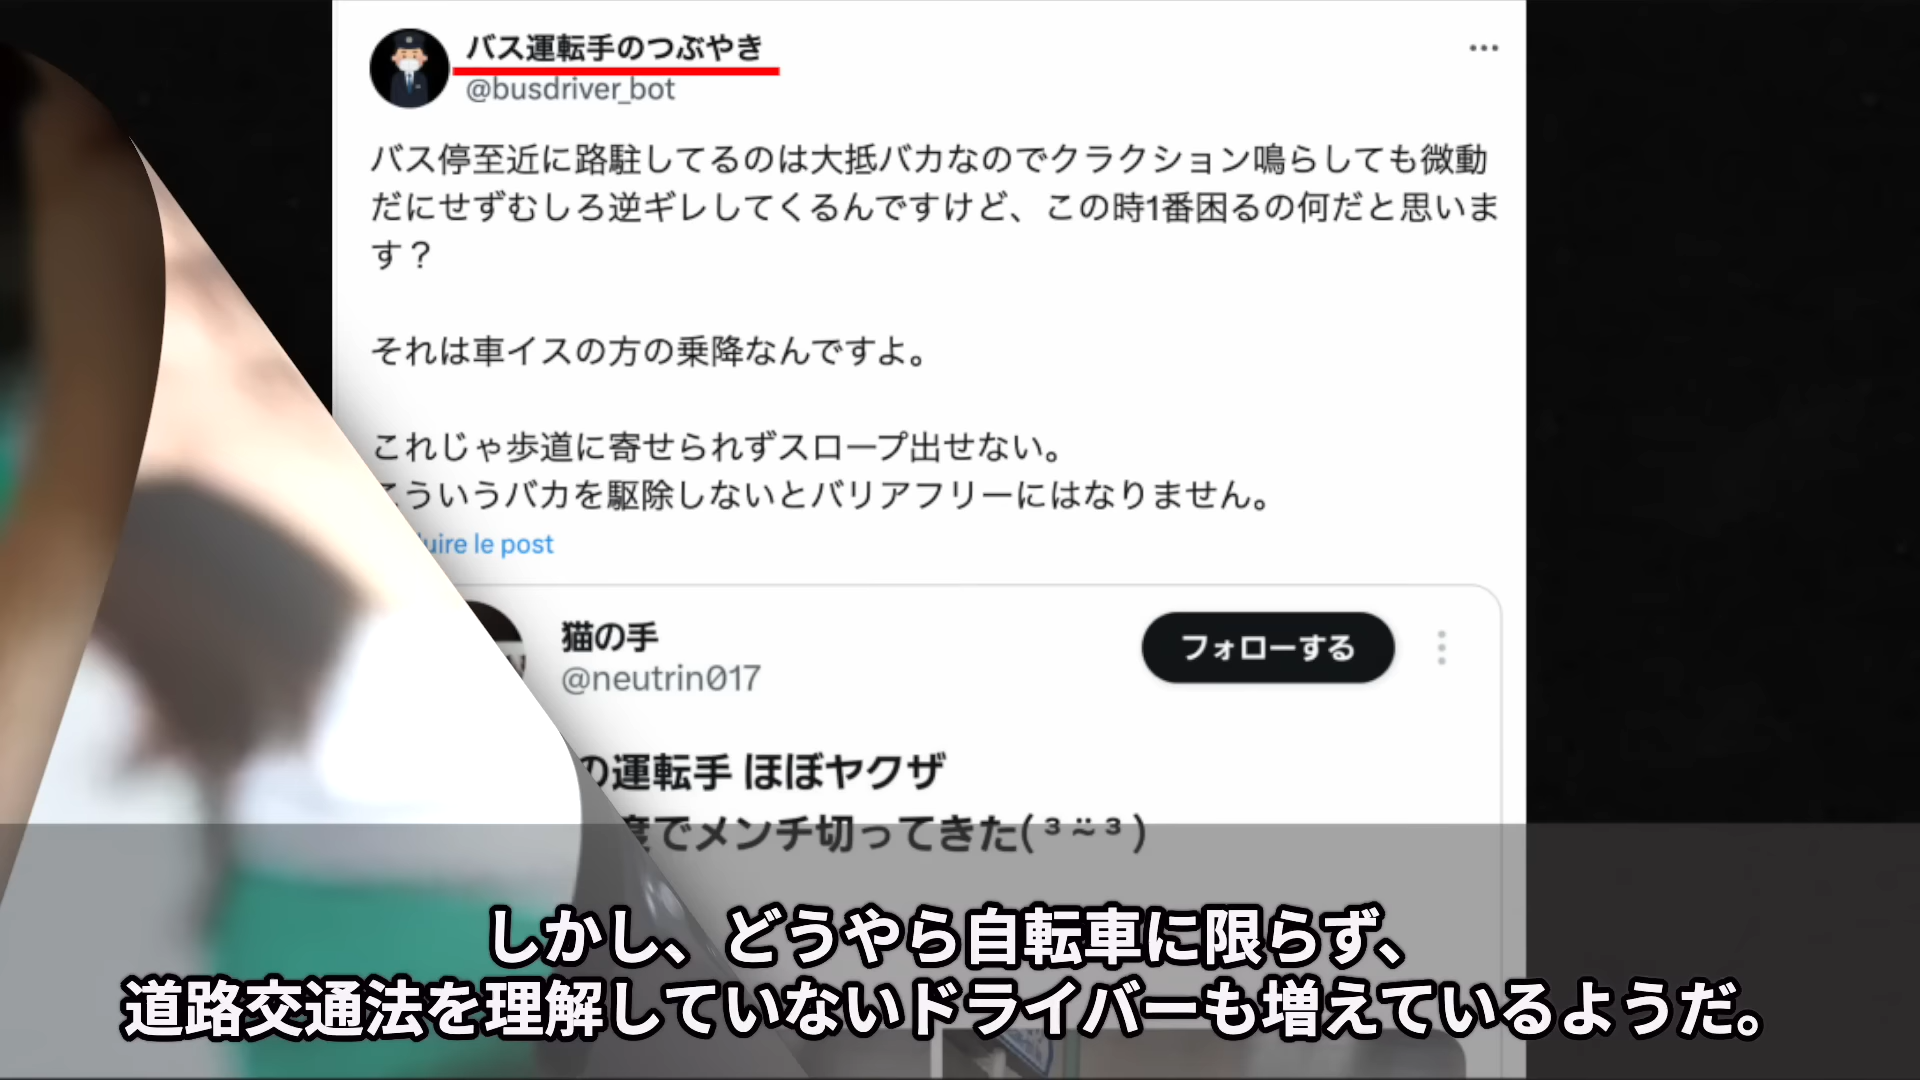 バス運転手のつぶやき
@busdriver_bot
バス停至近に路駐してるのは大抵バカなのでクラクション鳴らしても微動
だにせずむしろ逆ギレしてくるんですけど、この時1番困るの何だと思いま
す？
それは車イスの方の乗降なんですよ。
これじゃ歩道に寄せられずスロープ出せない。
こういうバカを駆除しないとバリアフリーにはなりません。
uire le post
猫の手
@neutrin017
フォローする
の運転手 ほぼヤクザ
度でメンチ切ってきた( ³ ~̈ ³ )
しかし、どうやら自転車に限らず、
道路交通法を理解していないドライバーも増えているようだ。